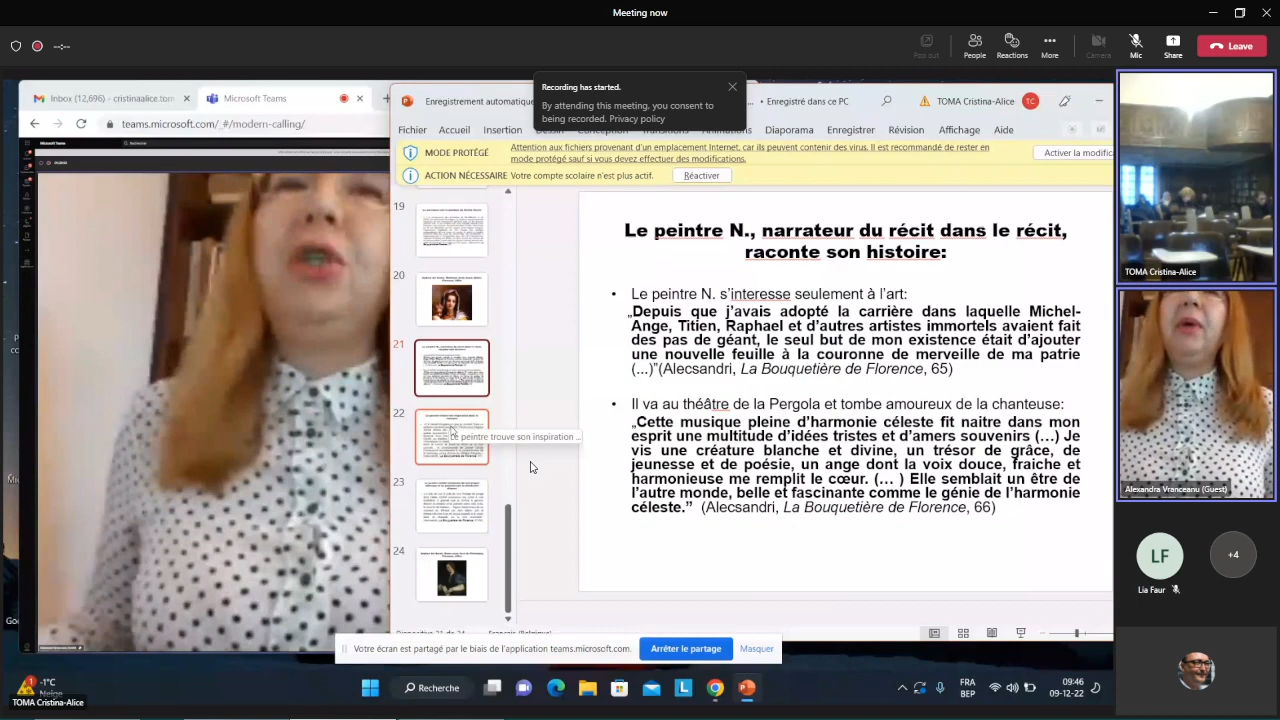 Meeting now
Pop out
People
Reactions
More
Camera
Mic
Share
Leave
Recording has started.
By attending this meeting, you consent to
being recorded. Privacy policy
Inbox (12,696) - cristinaalice.tom
Microsoft Teams
teams.microsoft.com/_#/modern-calling/
Enregistrement automatique
• Enregistré dans ce PC
TOMA Cristina-Alice
TC
Fichier
Accueil
Insertion
Dessin
Conception
Transitions
Animations
Diaporama
Enregistrer
Révision
Affichage
Aide
MODE PROTÉGÉ
Attention aux fichiers provenant d'un emplacement Internet, car ils peuvent contenir des virus. Il est recommandé de rester en
mode protégé sauf si vous devez effectuer des modifications.
Activer la modifica
ACTION NÉCESSAIRE
Votre compte scolaire n'est plus actif.
Réactiver
19
20
21
22
Le peintre trouve son inspiration ...
23
24
Le peintre N., narrateur du récit dans le récit,
raconte son histoire:
• Le peintre N. s'interesse seulement à l'art:
„Depuis que j'avais adopté la carrière dans laquelle Michel-
Ange, Titien, Raphael et d'autres artistes immortels avaient fait
des pas de géant, le seul but de mon existence était d'ajouter
une nouvelle feuille à la couronne de merveille de ma patrie
(...)"(Alecsandri, La Bouquetière de Florence, 65)
• Il va au théâtre de la Pergola et tombe amoureux de la chanteuse:
„Cette musique pleine d'harmonie céleste fit naitre dans mon
esprit une multitude d'idées tristes et d'amers souvenirs (...) Je
vis une créature blanche et divine, un trésor de grâce, de
jeunesse et de poésie, un ange dont la voix douce, fraiche et
harmonieuse me remplit le cœur. (... ) Elle semblait un être de
l'autre monde, belle et fascinante comme le génie de l'harmonie
céleste." (Alecsandri, La Bouquetière de Florence, 66)
Votre écran est partagé par le biais de l'application teams.microsoft.com.
Arrêter le partage
Masquer
TOMA Cristina-Alice
Alexandra Vranceanu (Guest)
LF
Lia Faur
+4
1
-1°C
Neige
TOMA Cristina-Alice
Recherche
FRA
BEP
09:46
09-12-22